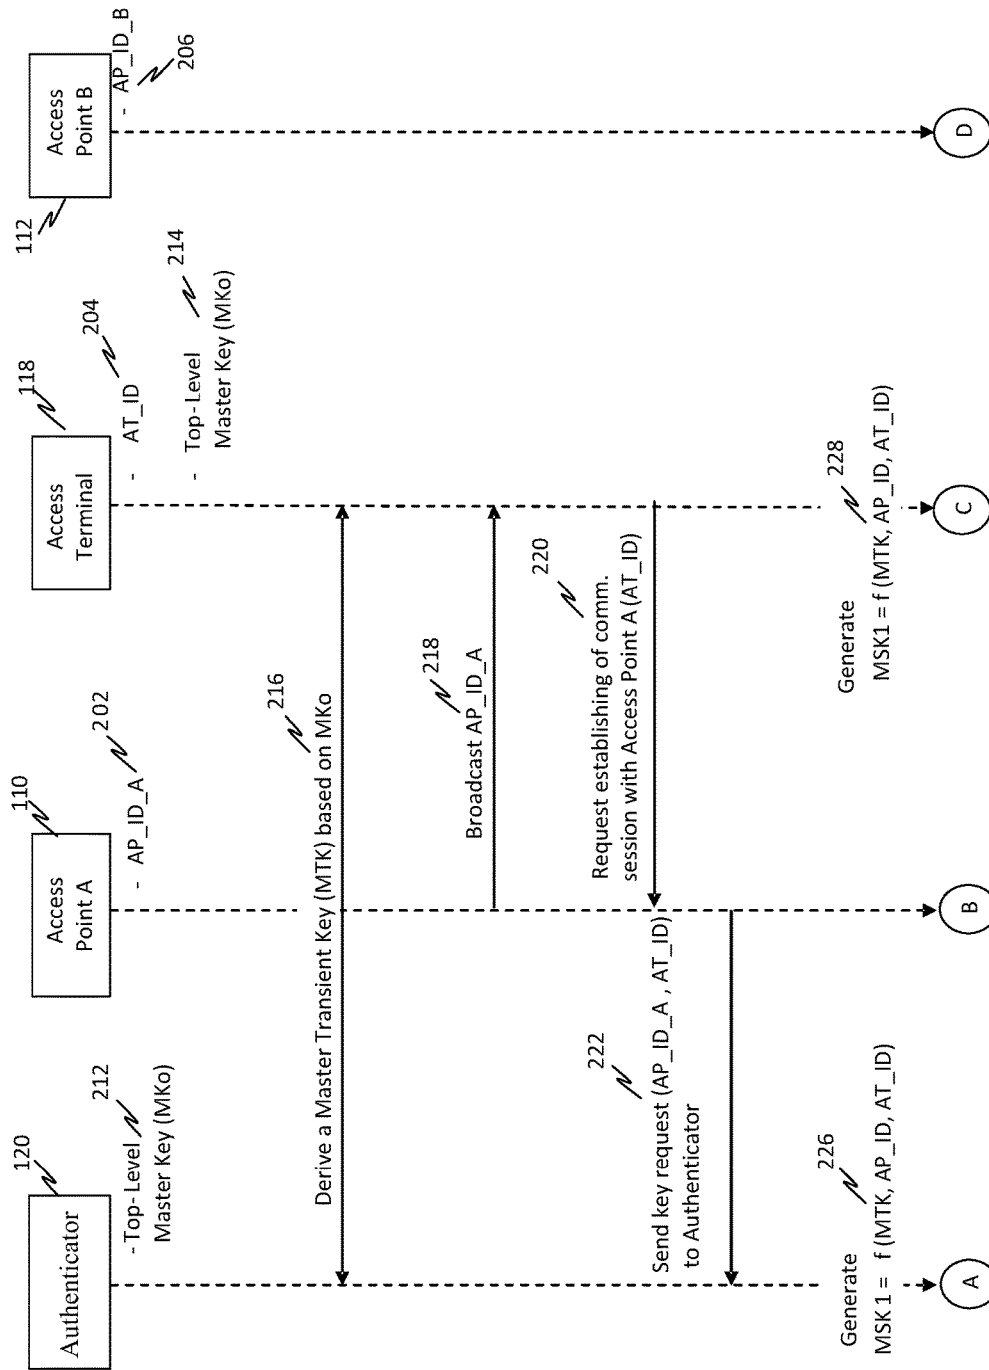 Authenticator
120
- Top- Level
Master Key (MKo)
212
Access
Point A
110
- AP_ID_A
202
Access
Terminal
118
- AT_ID
204
- Top- Level
Master Key (MKo)
214
Access
Point B
112
- AP_ID_B
206
Derive a Master Transient Key (MTK) based on MKo
216
Broadcast AP_ID_A
218
Request establishing of comm.
session with Access Point A (AT_ID)
220
Send key request (AP_ID_A , AT_ID)
to Authenticator
222
Generate
MSK1 = f (MTK, AP_ID, AT_ID)
226
Generate
MSK1 = f (MTK, AP_ID, AT_ID)
228
A
B
C
D